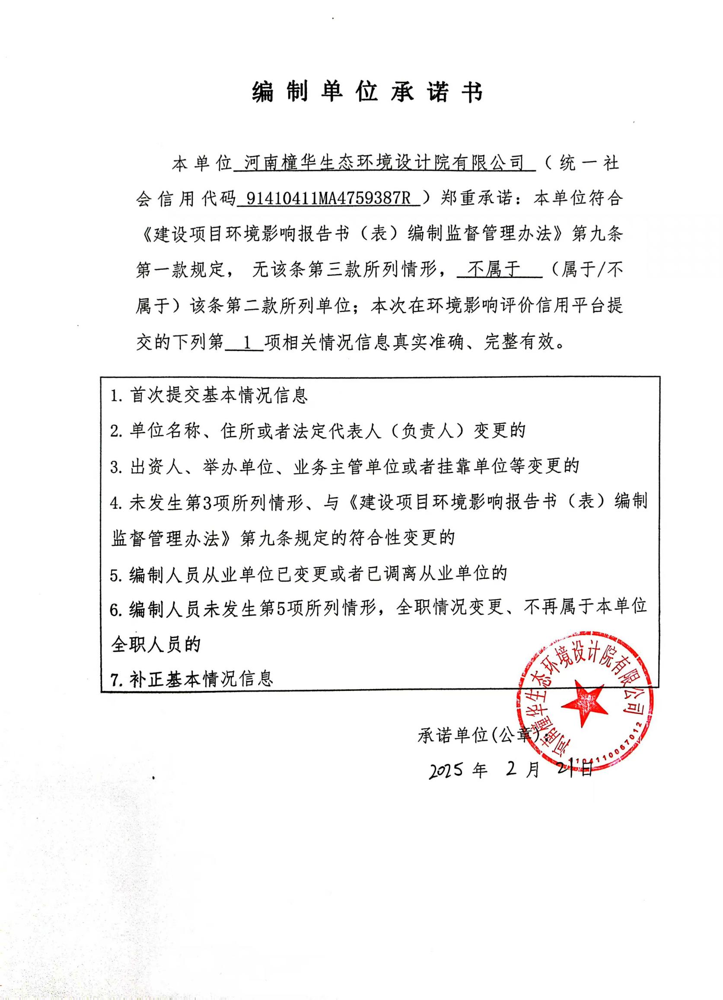 编制单位承诺书
本单位 河南橦华生态环境设计院有限公司 （统一社
会信用代码 91410411MA4759387R ）郑重承诺：本单位符合
《建设项目环境影响报告书（表）编制监督管理办法》第九条
第一款规定， 无该条第三款所列情形， 不属于 （属于/不
属于）该条第二款所列单位；本次在环境影响评价信用平台提
交的下列第 1 项相关情况信息真实准确、完整有效。
1. 首次提交基本情况信息
2. 单位名称、住所或者法定代表人（负责人）变更的
3. 出资人、举办单位、业务主管单位或者挂靠单位等变更的
4. 未发生第3项所列情形、与《建设项目环境影响报告书（表）编制
监督管理办法》第九条规定的符合性变更的
5. 编制人员从业单位已变更或者已调离从业单位的
6. 编制人员未发生第5项所列情形，全职情况变更、不再属于本单位
全职人员的
7. 补正基本情况信息
河南橦华生态环境设计院有限公司
承诺单位(公章)：
2025 年 2 月 21日